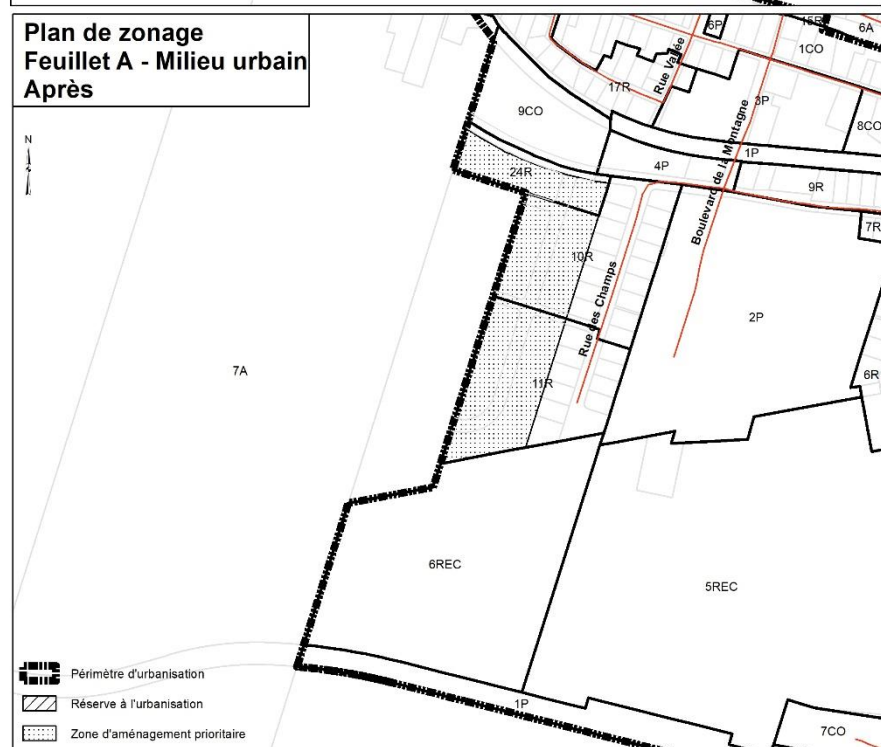 Plan de zonage
Feuillet A - Milieu urbain
Après
N
6P
15R
6A
1CO
Rue Vallée
17R
3P
9CO
8CO
Boulevard de la Montagne
1P
4P
24R
9R
7R
10R
Rue des Champs
2P
7A
6R
11R
6REC
5REC
1P
7CO
Périmètre d'urbanisation
Réserve à l'urbanisation
Zone d'aménagement prioritaire